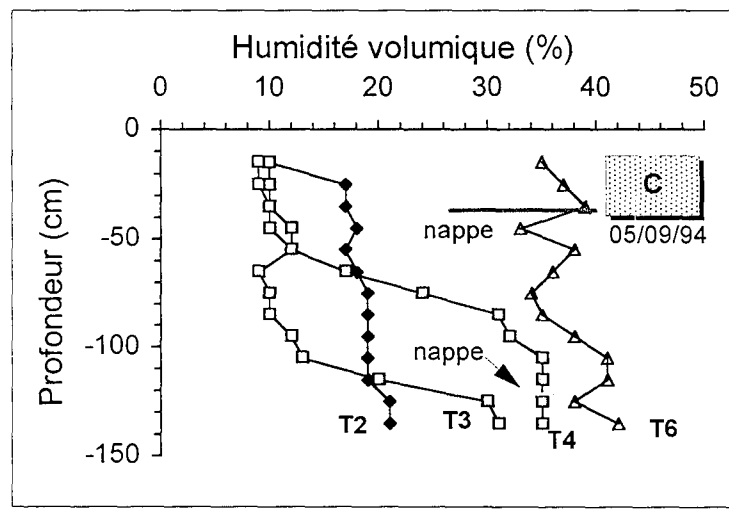 Humidité volumique (%)
0 10 20 30 40 50
0
-50
-100
-150
Profondeur (cm)
C
05/09/94
nappe
nappe
T2
T3
T4
T6